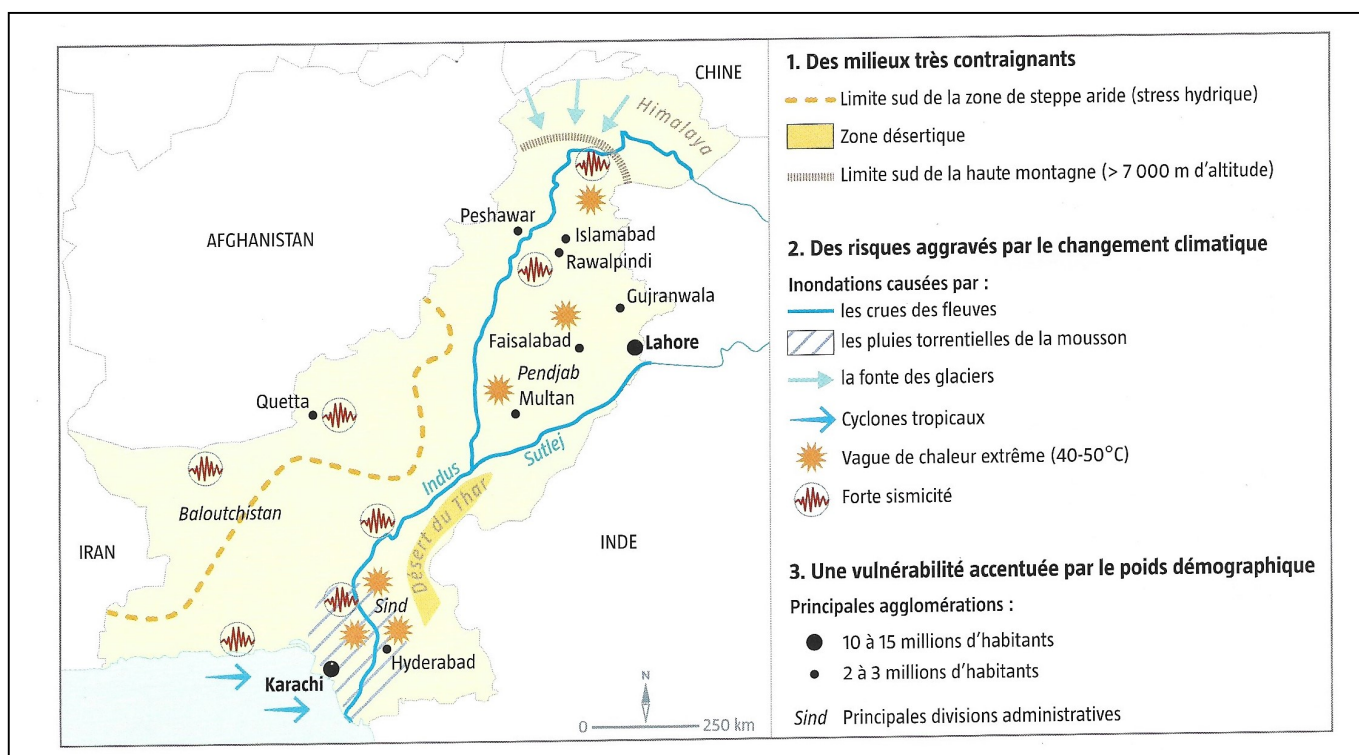 CHINE
Himalaya
AFGHANISTAN
Peshawar
Islamabad
Rawalpindi
Gujranwala
Faisalabad
Lahore
Pendjab
Multan
Quetta
Indus
Sutlej
Baloutchistan
Désert du Thar
IRAN
INDE
Sind
Hyderabad
Karachi
N
0
250 km
1. Des milieux très contraignants
Limite sud de la zone de steppe aride (stress hydrique)
Zone désertique
Limite sud de la haute montagne (> 7 000 m d'altitude)
2. Des risques aggravés par le changement climatique
Inondations causées par :
les crues des fleuves
les pluies torrentielles de la mousson
la fonte des glaciers
Cyclones tropicaux
Vague de chaleur extrême (40-50°C)
Forte sismicité
3. Une vulnérabilité accentuée par le poids démographique
Principales agglomérations :
10 à 15 millions d'habitants
2 à 3 millions d'habitants
Sind Principales divisions administratives